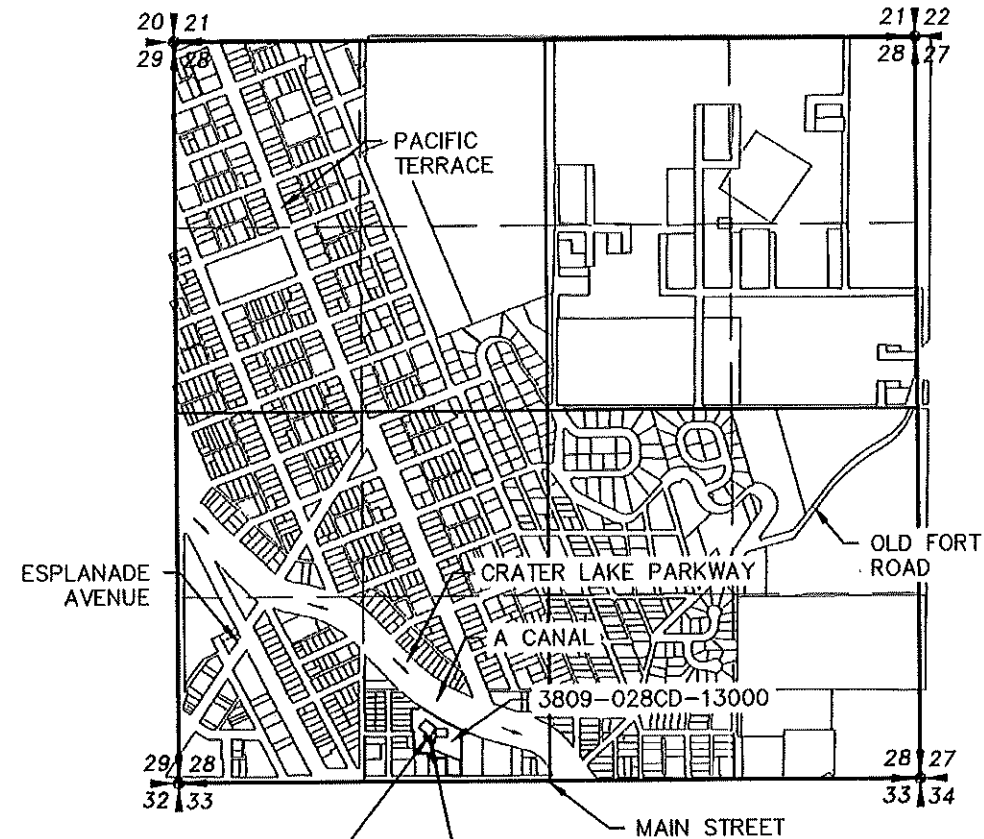 20 21
29 28
21 22
28 27
PACIFIC
TERRACE
OLD FORT
ROAD
ESPLANADE
AVENUE
CRATER LAKE PARKWAY
A CANAL
3809-028CD-13000
29 28
32 33
28 27
33 34
MAIN STREET